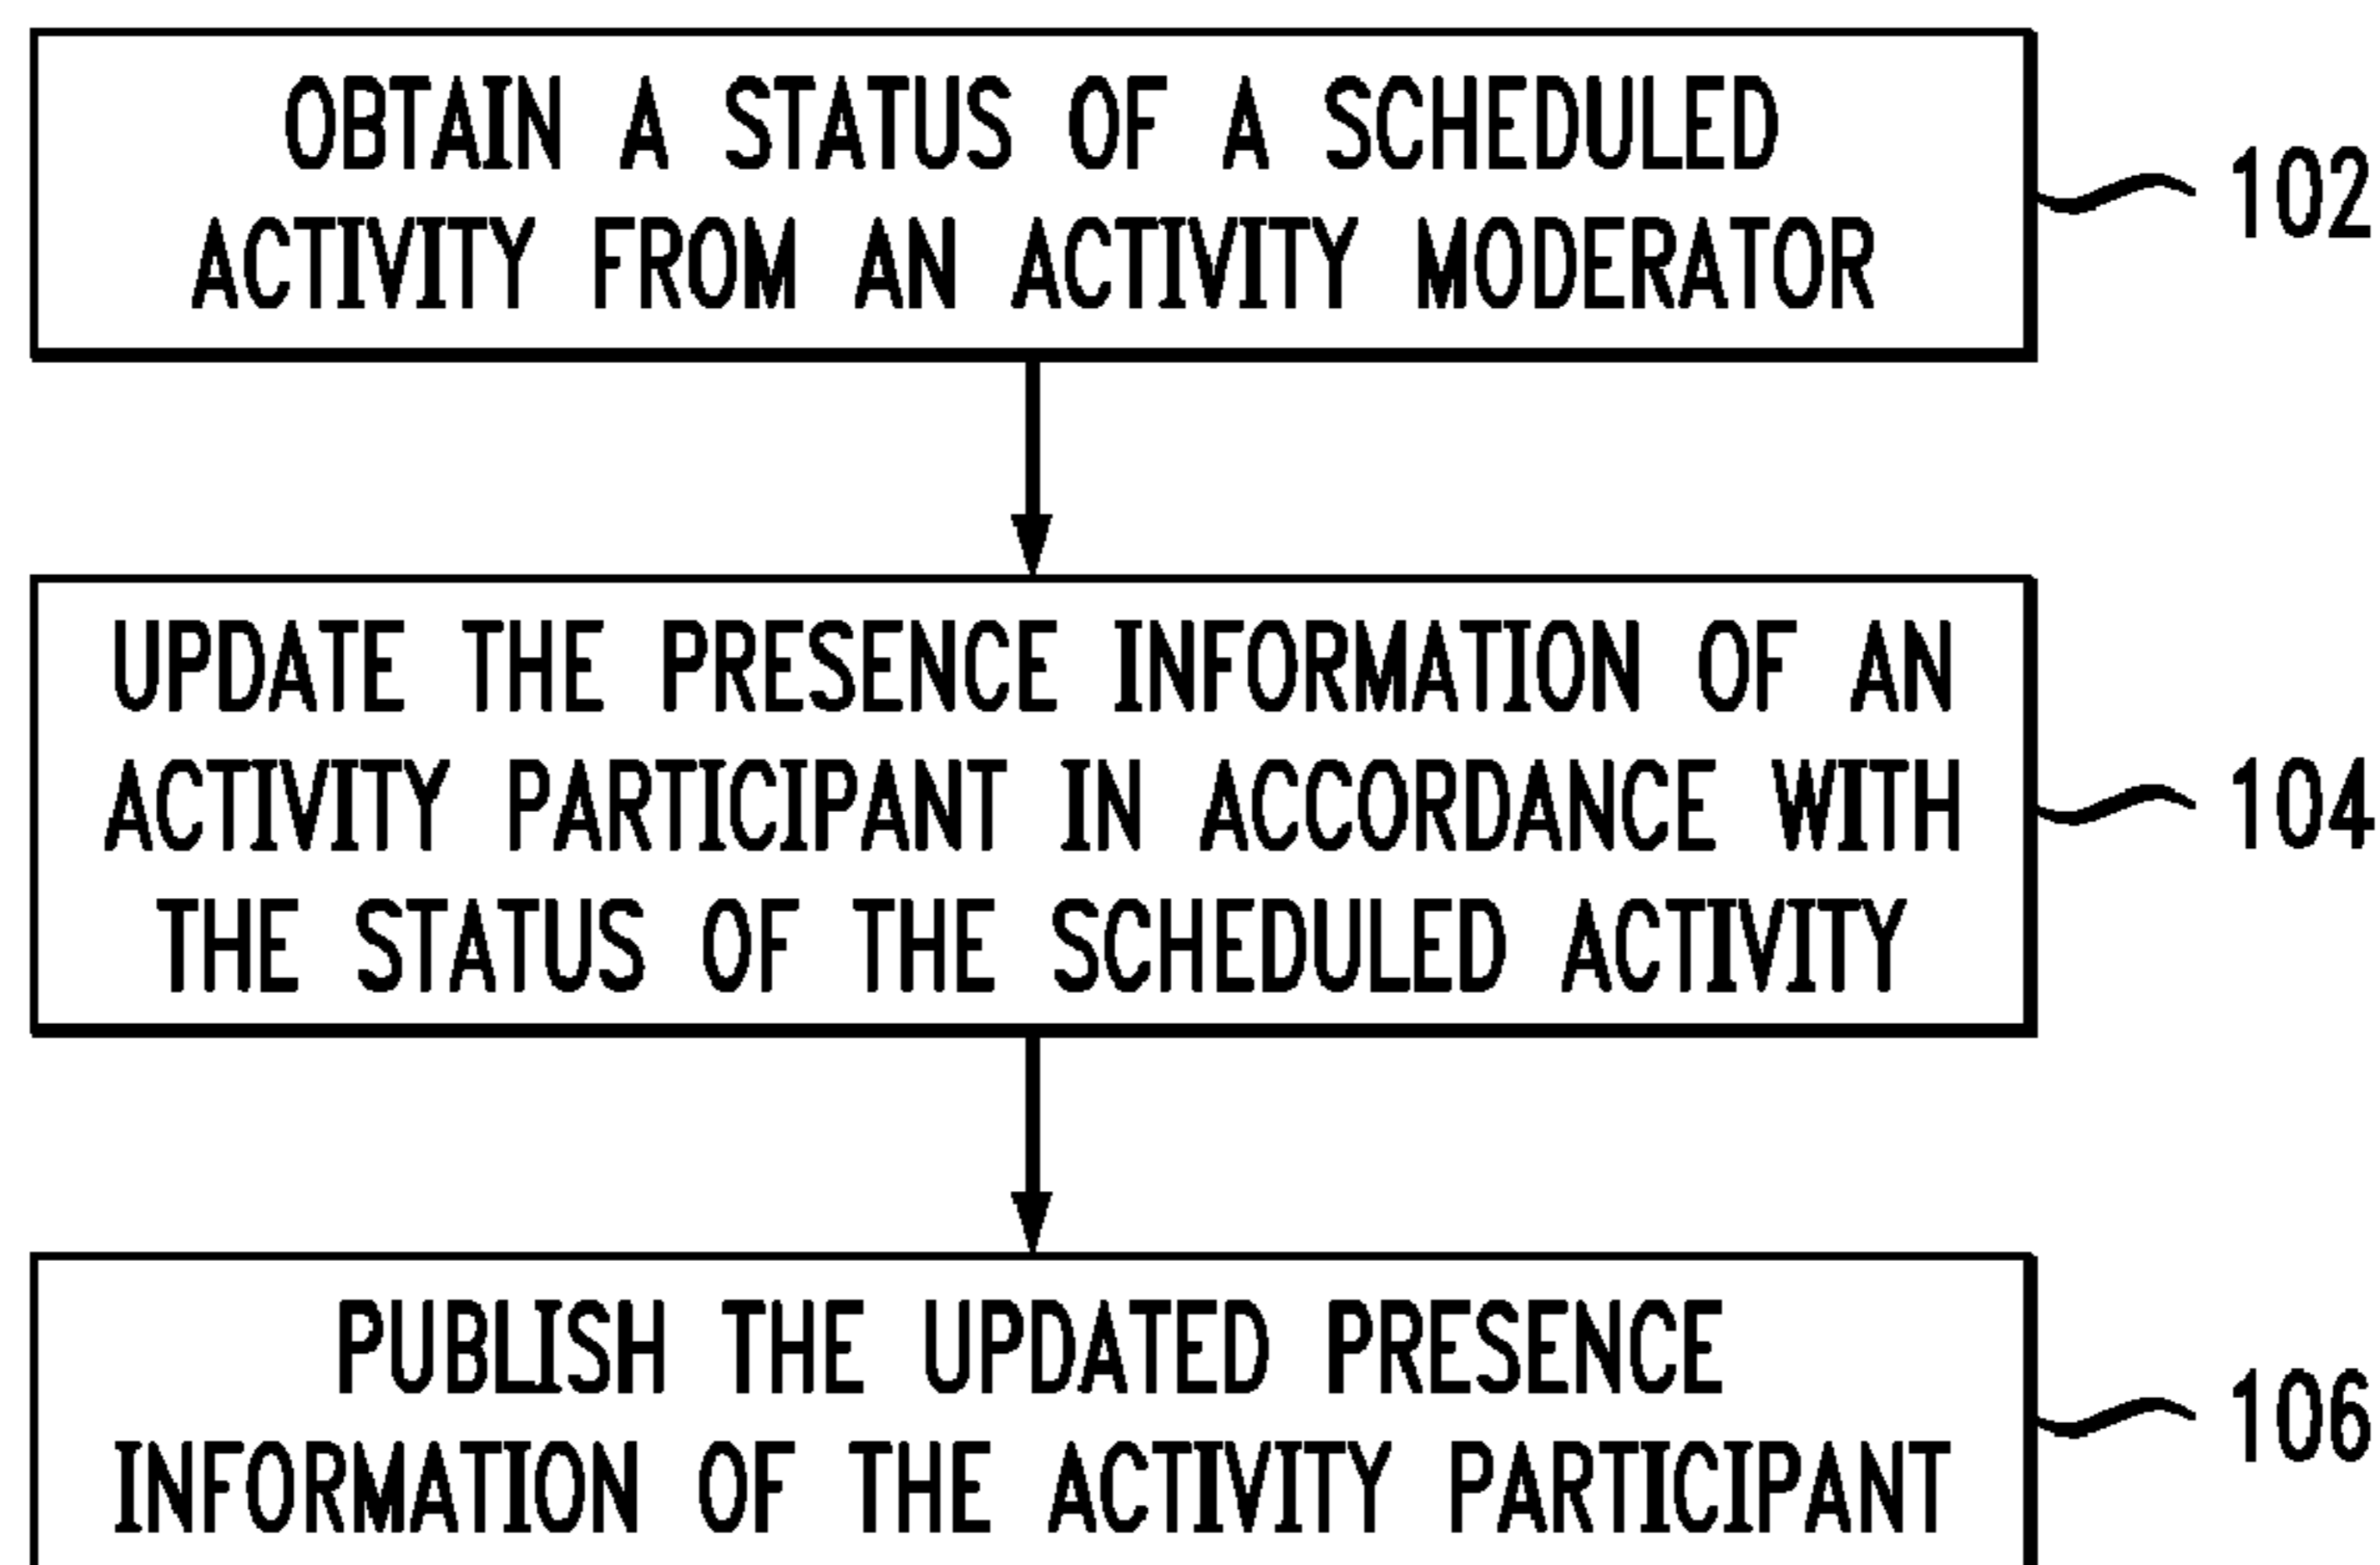 OBTAIN A STATUS OF A SCHEDULED
ACTIVITY FROM AN ACTIVITY MODERATOR
102
UPDATE THE PRESENCE INFORMATION OF AN
ACTIVITY PARTICIPANT IN ACCORDANCE WITH
THE STATUS OF THE SCHEDULED ACTIVITY
104
PUBLISH THE UPDATED PRESENCE
INFORMATION OF THE ACTIVITY PARTICIPANT
106